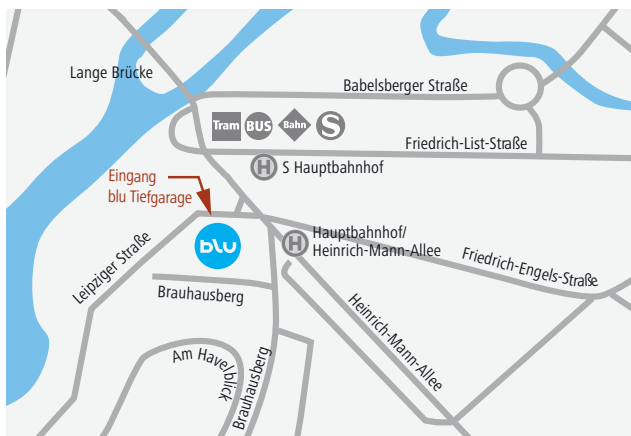 Lange Brücke
Babelsberger Straße
Tram BUS Bahn S
Friedrich-List-Straße
H S Hauptbahnhof
Eingang
blu Tiefgarage
blu
H Hauptbahnhof/
Heinrich-Mann-Allee
Friedrich-Engels-Straße
Leipziger Straße
Brauhausberg
Heinrich-Mann-Allee
Am Havelblick
Brauhausberg